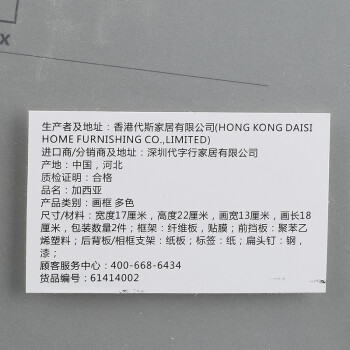 X
生产者及地址：香港代斯家居有限公司(HONG KONG DAISI
HOME FURNISHING CO.,LIMITED)
进口商/分销商及地址：深圳代字行家居有限公司
产地：中国，河北
质检证明：合格
品名：加西亚
产品类别：画框 多色
尺寸/材料：宽度17厘米，高度22厘米，画宽13厘米，画长18
厘米，包装数量2件；框架：纤维板，贴膜；前挡板：聚苯乙
烯塑料；后背板/相框支架：纸板；标签：纸；扁头钉：钢，
漆；
顾客服务中心：400-668-6434
货品编号：61414002